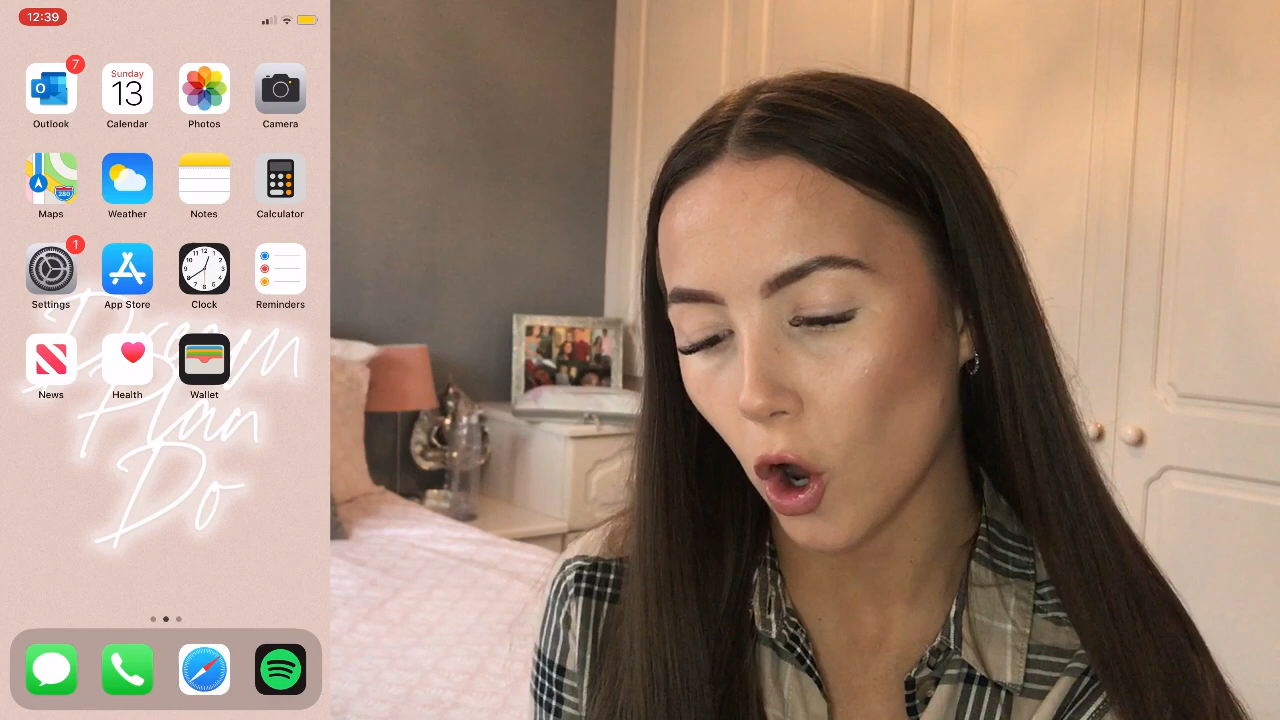 12:39
7
Sunday
13
Outlook
Calendar
Photos
Camera
280
Maps
Weather
Notes
Calculator
1
Settings
App Store
Clock
Reminders
Dream
Plan
Do
News
Health
Wallet